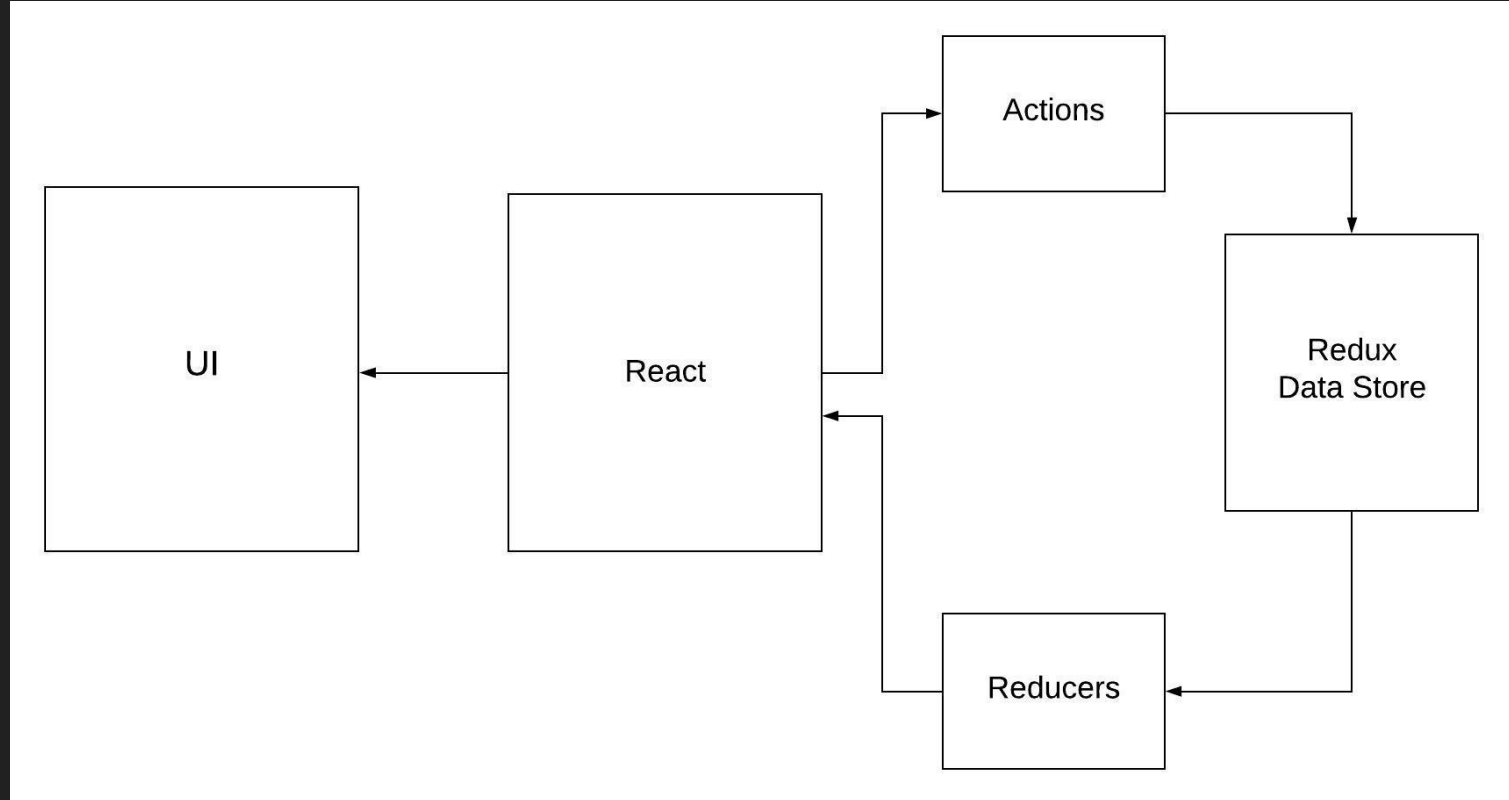 Actions
UI
React
Redux
Data Store
Reducers